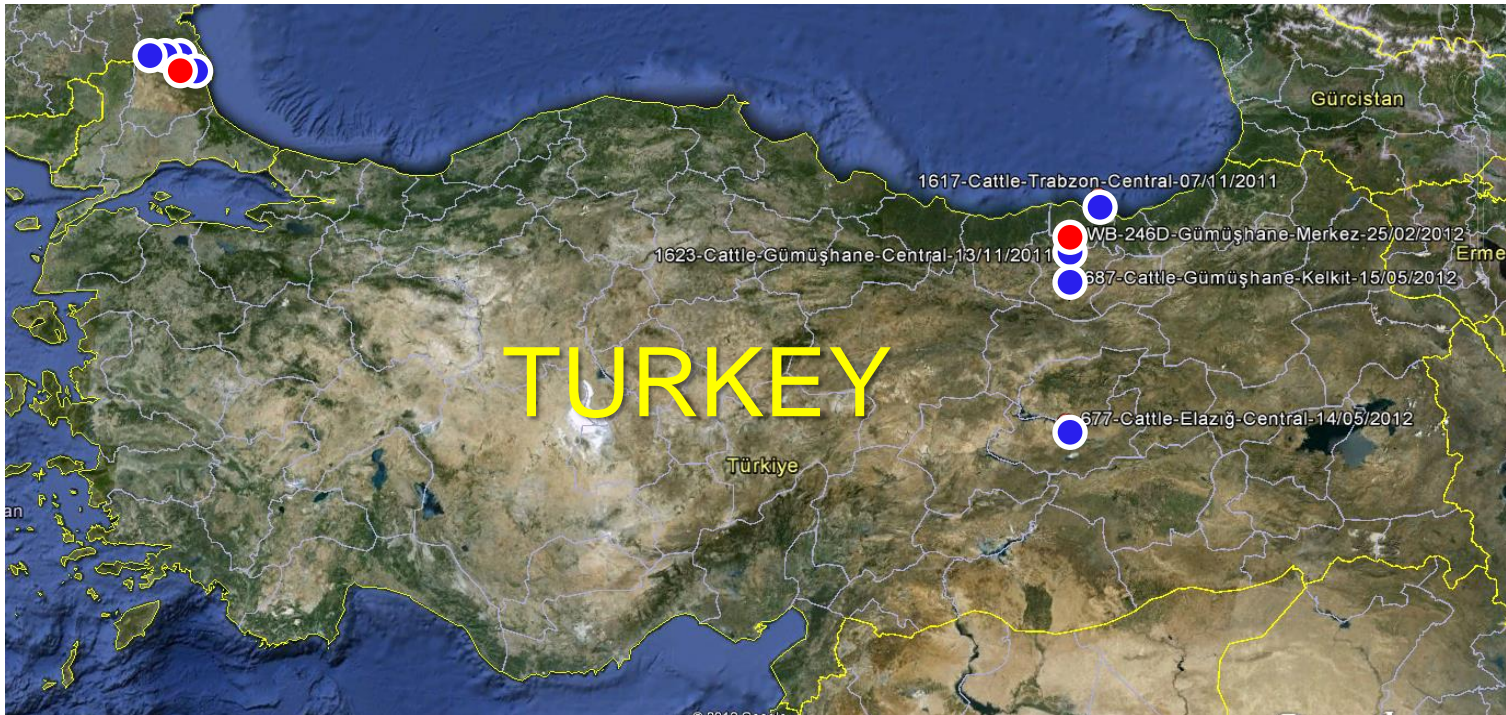 Gürcistan
1617-Cattle-Trabzon-Central-07/11/2011
WB-246D-Gümüşhane-Merkez-25/02/2012
1623-Cattle-Gümüşhane-Central-13/11/2011
Erme
687-Cattle-Gümüşhane-Kelkit-15/05/2012
TURKEY
677-Cattle-Elazığ-Central-14/05/2012
Türkiye
an